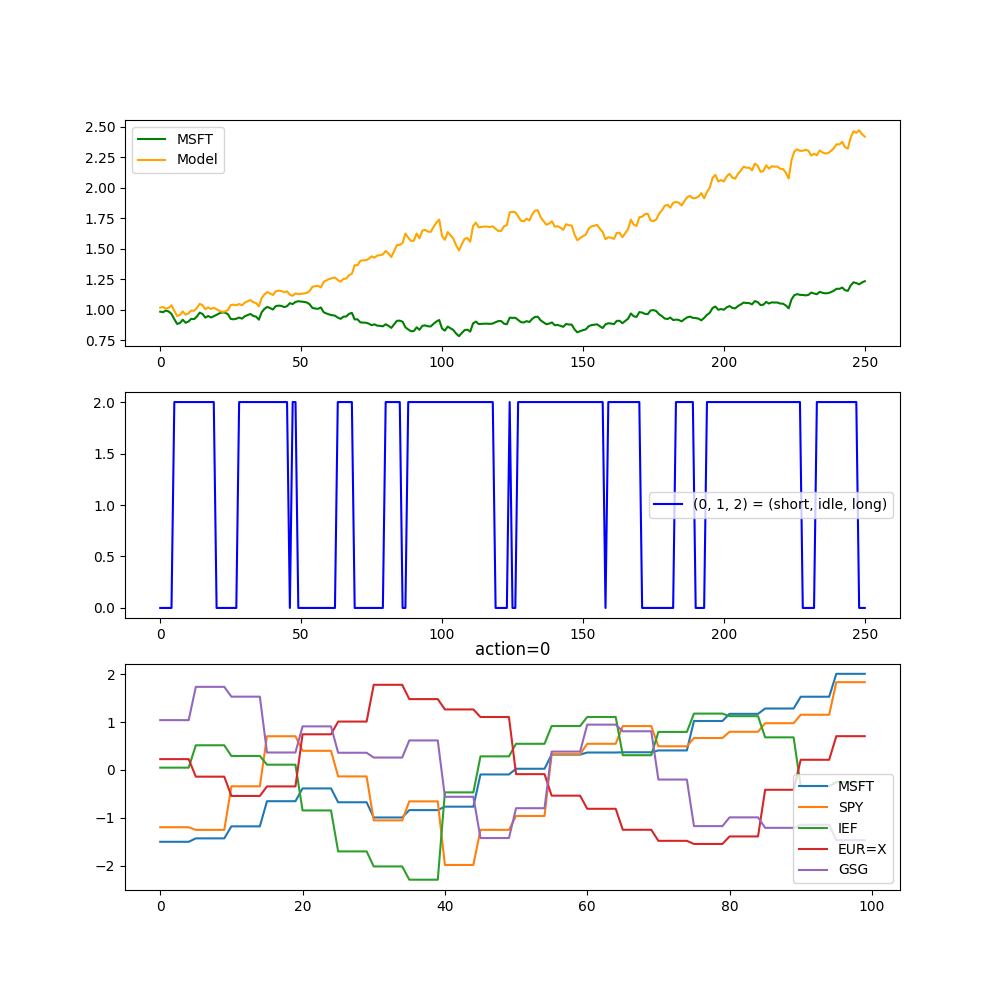 2.50
2.25
2.00
1.75
1.50
1.25
1.00
0.75
MSFT
Model
0 50 100 150 200 250
2.0
1.5
1.0
0.5
0.0
(0, 1, 2) = (short, idle, long)
0 50 100 150 200 250
action=0
2
1
0
−1
−2
MSFT
SPY
IEF
EUR=X
GSG
0 20 40 60 80 100